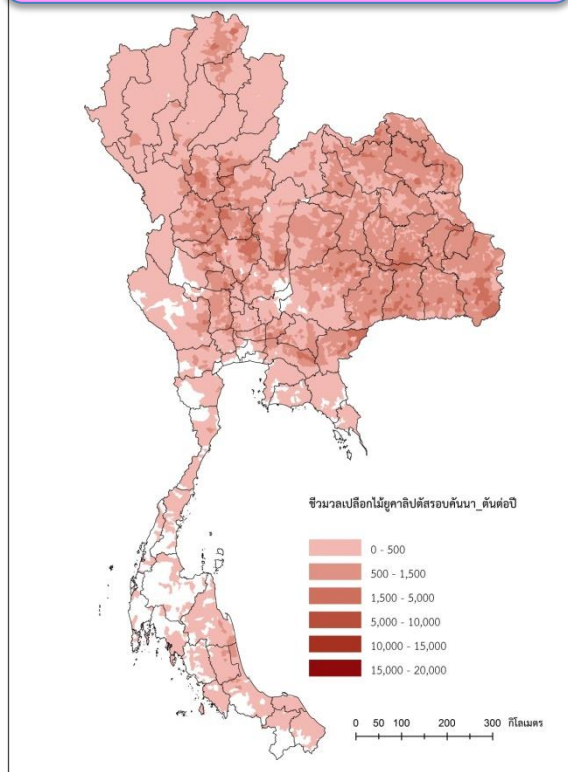 ชีวมวลเปลือกไม้ยูคาลิปตัสรอบคันนา_ตันต่อปี
0 - 500
500 - 1,500
1,500 - 5,000
5,000 - 10,000
10,000 - 15,000
15,000 - 20,000
0 50 100 200 300 กิโลเมตร